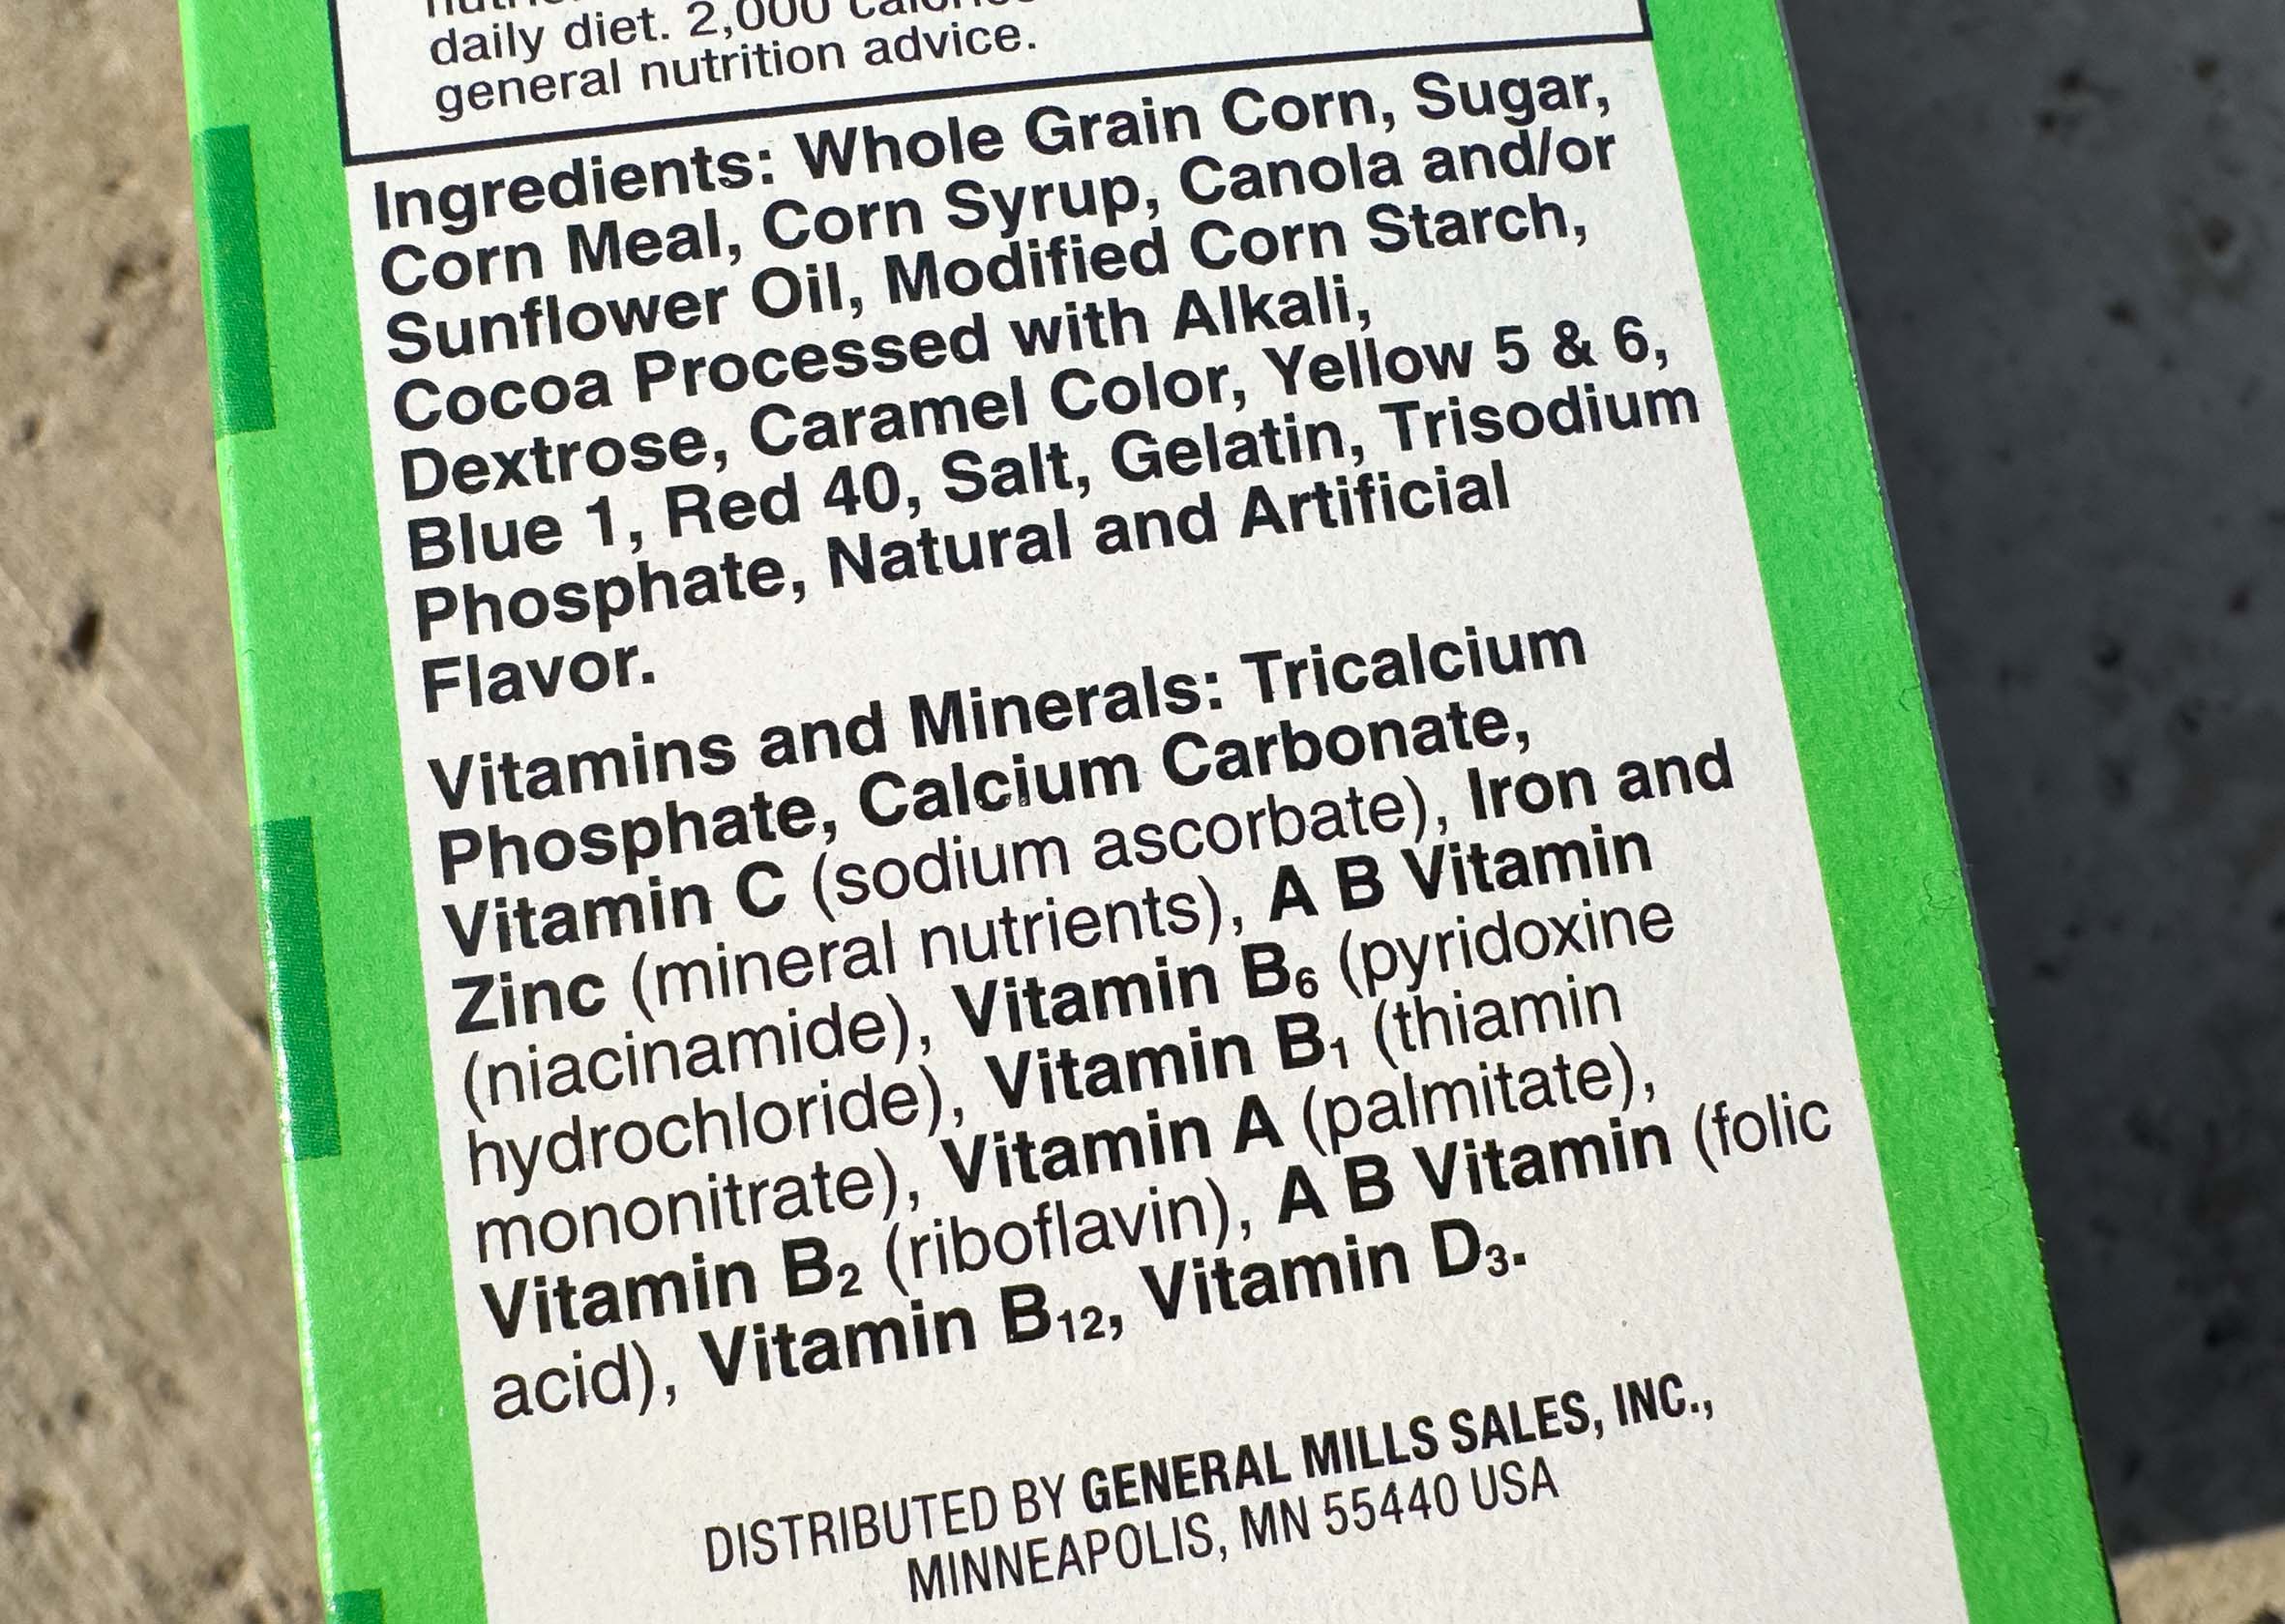 daily diet. 2,000
general nutrition advice.
Ingredients: Whole Grain Corn, Sugar,
Corn Meal, Corn Syrup, Canola and/or
Sunflower Oil, Modified Corn Starch,
Cocoa Processed with Alkali,
Dextrose, Caramel Color, Yellow 5 & 6,
Blue 1, Red 40, Salt, Gelatin, Trisodium
Phosphate, Natural and Artificial
Flavor.
Vitamins and Minerals: Tricalcium
Phosphate, Calcium Carbonate,
Vitamin C (sodium ascorbate), Iron and
Zinc (mineral nutrients), A B Vitamin
(niacinamide), Vitamin B₆ (pyridoxine
hydrochloride), Vitamin B₁ (thiamin
mononitrate), Vitamin A (palmitate),
Vitamin B₂ (riboflavin), A B Vitamin (folic
acid), Vitamin B₁₂, Vitamin D₃.
DISTRIBUTED BY GENERAL MILLS SALES, INC.,
MINNEAPOLIS, MN 55440 USA